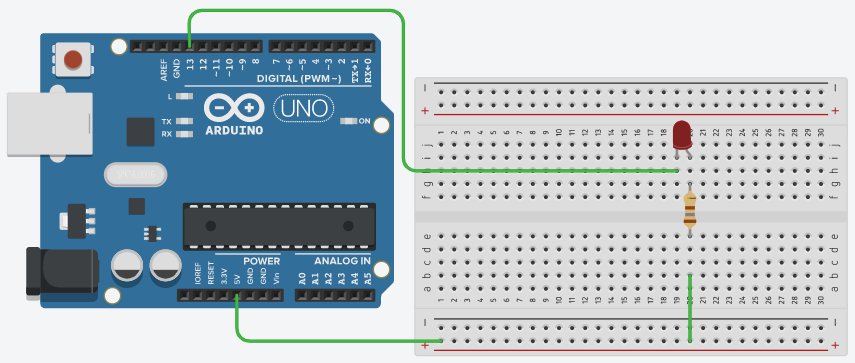 AREF GND 13 12 ~11 ~10 ~9 8 7 ~6 ~5 4 ~3 2 TX→1 RX←0
DIGITAL (PWM~)
L
TX
RX
UNO
ON
ARDUINO
POWER ANALOG IN
IOREF RESET 3.3V 5V GND GND Vin A0 A1 A2 A3 A4 A5
− −
+ +
1 2 3 4 5 6 7 8 9 10 11 12 13 14 15 16 17 18 21 22 23 24 25 26 27 28 29 30
j j
i i
h h
g g
f f
e e
d d
c c
b b
a a
1 2 3 4 5 6 7 8 9 10 11 12 13 14 15 16 17 18 19 20 21 22 23 24 25 26 27 28 29 30
− −
+ +